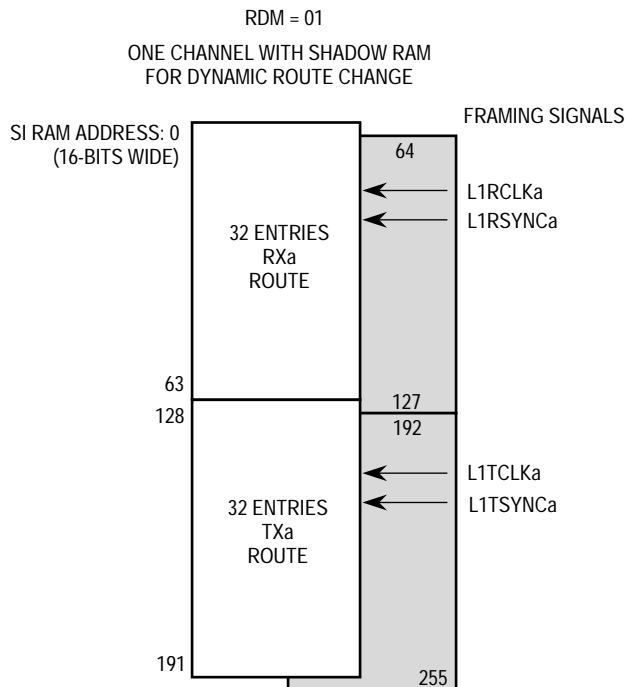 RDM = 01
ONE CHANNEL WITH SHADOW RAM
FOR DYNAMIC ROUTE CHANGE
FRAMING SIGNALS
SI RAM ADDRESS: 0
(16-BITS WIDE)
64
L1RCLKa
L1RSYNCa
32 ENTRIES
RXa
ROUTE
63
127
128
192
L1TCLKa
L1TSYNCa
32 ENTRIES
TXa
ROUTE
191
255